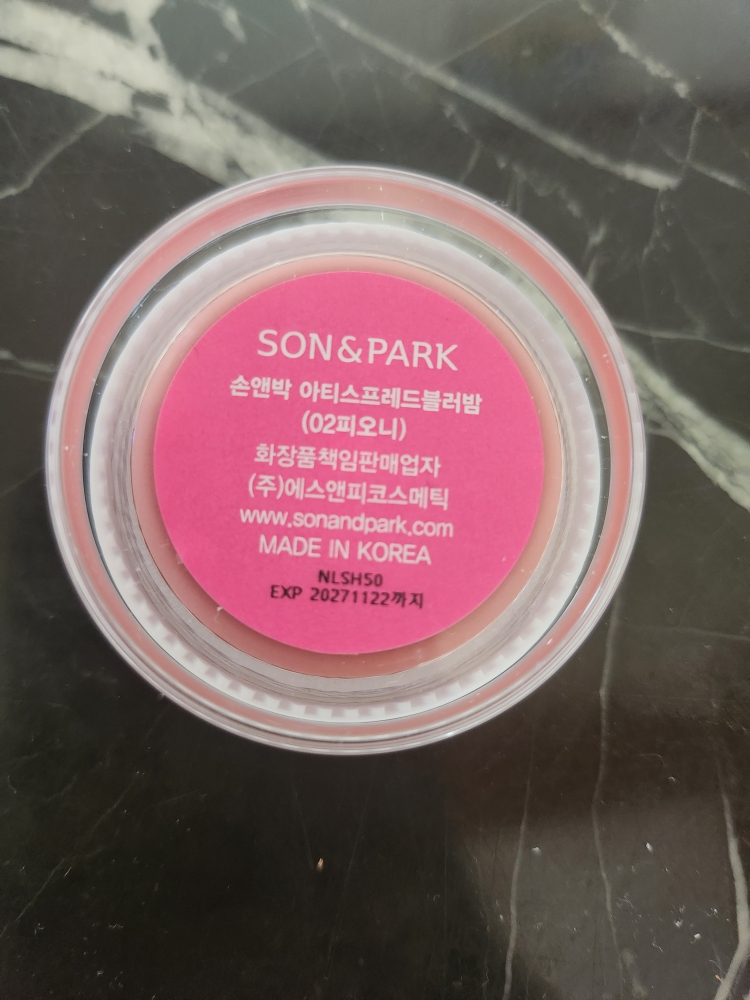 SON&PARK
손앤박 아티스프레드블러밤
(02피오니)
화장품책임판매업자
(주)에스앤피코스메틱
www.sonandpark.com
MADE IN KOREA
NLSH50
EXP 20271122까지